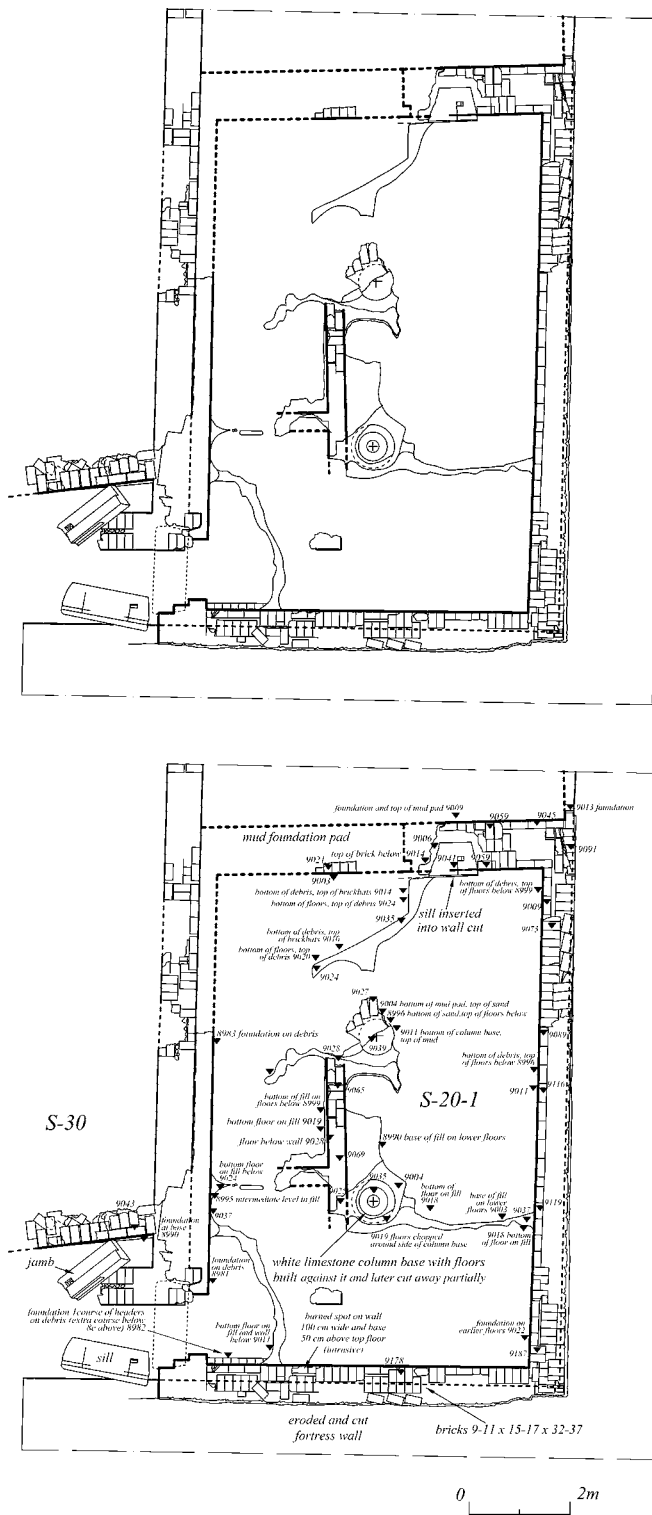 foundation and top of mud pad 9009
9013 foundation
9059
9045
mud foundation pad
9006
9091
top of brick below
9014
9021
9041
9059
9003
bottom of debris, top
of floors below 8999
bottom of debris, top of brickbats 9014
bottom of floors, top of debris 9024
9009
9035
sill inserted
into wall cut
9073
bottom of debris, top
of brickbats 9016
bottom of floors, top
of debris 9020
9024
9027
9004 bottom of mud pad, top of sand
8996 bottom of sand, top of floors below
9011 bottom of column base,
top of mud
8983 foundation on debris
9039
9089
9028
bottom of debris, top
of floors below 8996
9065
9116
9011
bottom of fill on
floors below 8999
S-20-1
S-30
bottom floor on fill 9019
floor below wall 9028
8990 base of fill on lower floors
9069
bottom floor
on fill below
9024
9035
9004
8995 intermediate level in fill
bottom of
floor on fill
9018
base of fill
on lower
floors 9003
9119
9043
9037
9037
foundation
at base
8990
9019 floors chopped
around side of column base
9018 bottom
of floor on fill
jamb
white limestone column base with floors
built against it and later cut away partially
foundation
on debris
8981
foundation 1course of headers
on debris (extra course below
8c above) 8982
bottom floor on
fill and wall
below 9011
burned spot on wall
100 cm wide and base
50 cm above top floor
(intrusive)
foundation on
earlier floors 9022
sill
9187
9178
eroded and cut
fortress wall
bricks 9-11 x 15-17 x 32-37
0
2m